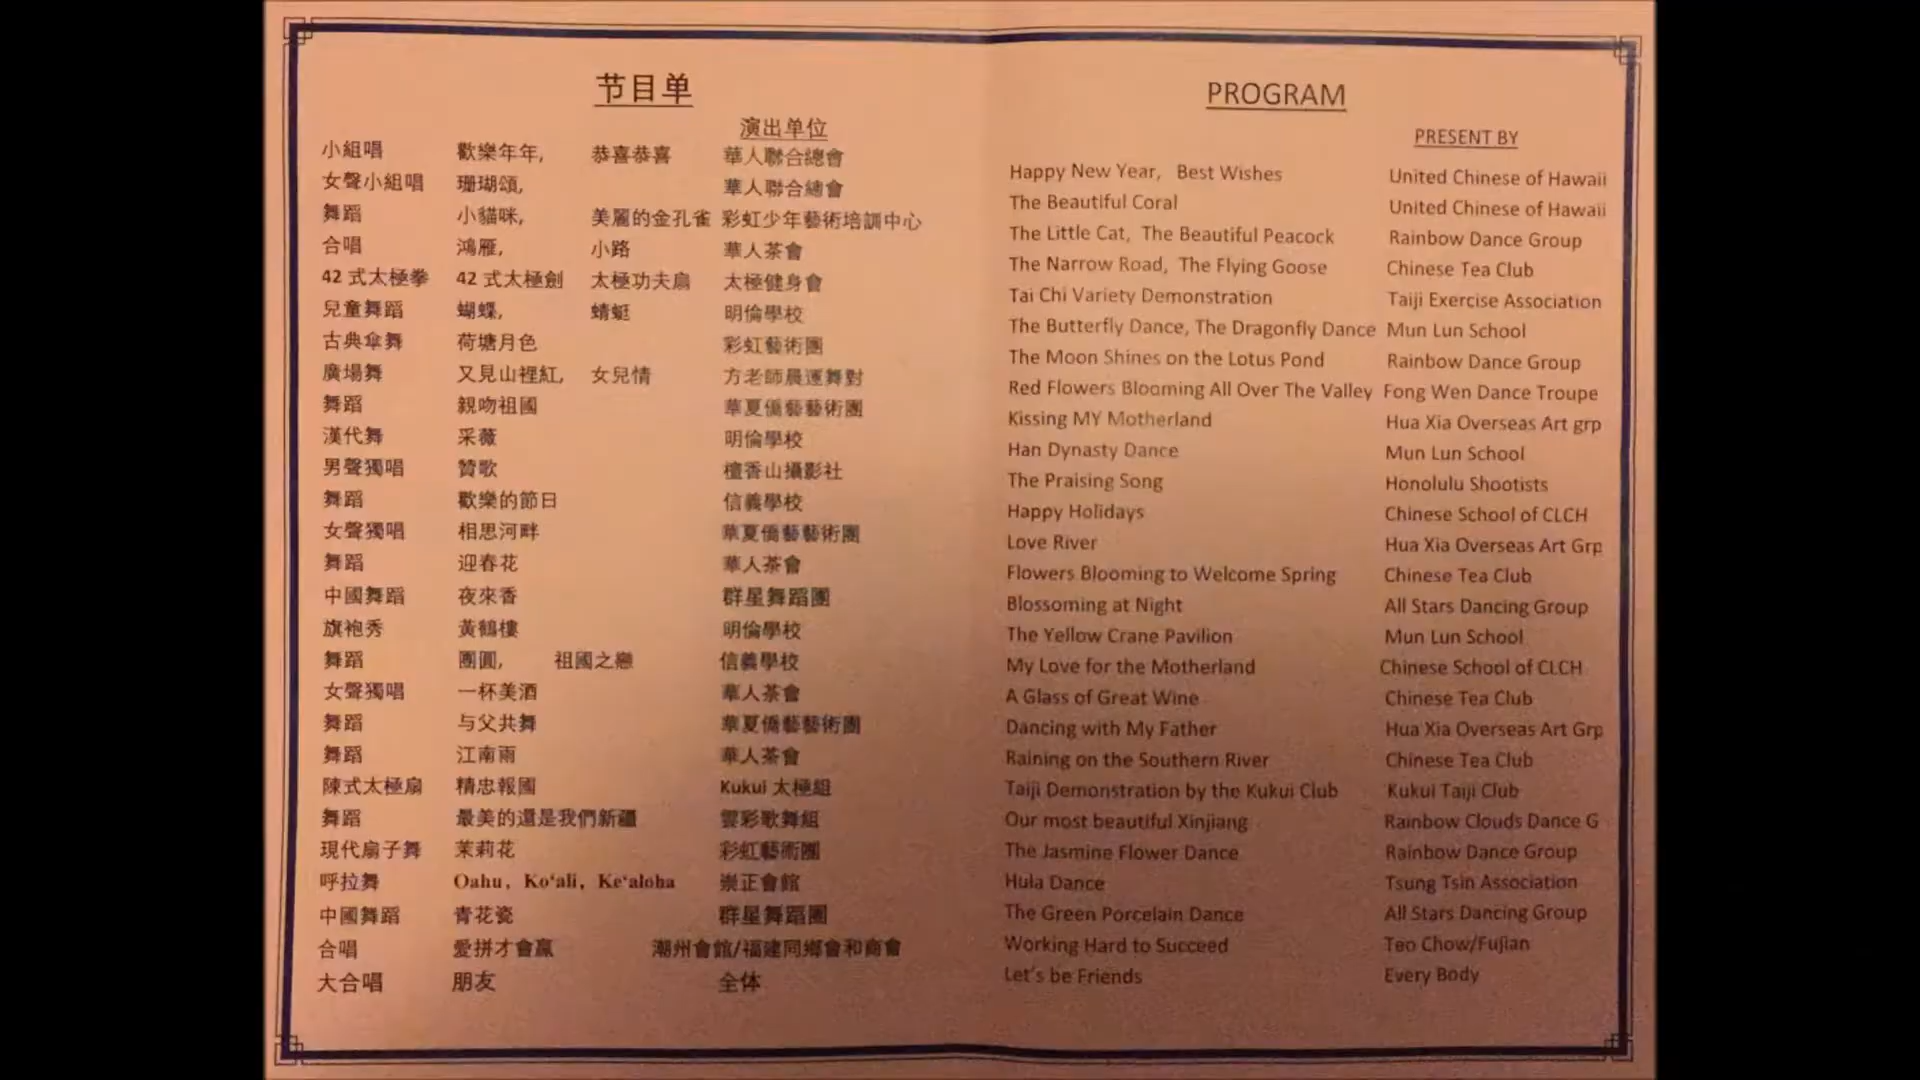 节目单
演出单位
小組唱 歡樂年年, 恭喜恭喜 華人聯合總會
女聲小組唱 珊瑚頌, 華人聯合總會
舞蹈 小貓咪, 美麗的金孔雀 彩虹少年藝術培訓中心
合唱 鴻雁, 小路 華人茶會
42 式太極拳 42 式太極劍 太極功夫扇 太極健身會
兒童舞蹈 蝴蝶, 蜻蜓 明倫學校
古典傘舞 荷塘月色 彩虹藝術團
廣場舞 又見山裡紅, 女兒情 方老師晨運舞對
舞蹈 親吻祖國 華夏僑藝藝術團
漢代舞 采薇 明倫學校
男聲獨唱 贊歌 檀香山攝影社
舞蹈 歡樂的節日 信義學校
女聲獨唱 相思河畔 華夏僑藝藝術團
舞蹈 迎春花 華人茶會
中國舞蹈 夜來香 群星舞蹈團
旗袍秀 黃鶴樓 明倫學校
舞蹈 團圓, 祖國之戀 信義學校
女聲獨唱 一杯美酒 華人茶會
舞蹈 与父共舞 華夏僑藝藝術團
舞蹈 江南雨 華人茶會
陳式太極扇 精忠報國 Kukui 太極組
舞蹈 最美的還是我們新疆 雲彩歌舞組
現代扇子舞 茉莉花 彩虹藝術團
呼拉舞 Oahu, Ko‘ali, Ke‘aloha 崇正會館
中國舞蹈 青花瓷 群星舞蹈團
合唱 愛拼才會贏 潮州會館/福建同鄉會和商會
大合唱 朋友 全体
PROGRAM
PRESENT BY
Happy New Year, Best Wishes United Chinese of Hawaii
The Beautiful Coral United Chinese of Hawaii
The Little Cat, The Beautiful Peacock Rainbow Dance Group
The Narrow Road, The Flying Goose Chinese Tea Club
Tai Chi Variety Demonstration Taiji Exercise Association
The Butterfly Dance, The Dragonfly Dance Mun Lun School
The Moon Shines on the Lotus Pond Rainbow Dance Group
Red Flowers Blooming All Over The Valley Fong Wen Dance Troupe
Kissing MY Motherland Hua Xia Overseas Art grp
Han Dynasty Dance Mun Lun School
The Praising Song Honolulu Shootists
Happy Holidays Chinese School of CLCH
Love River Hua Xia Overseas Art Grp
Flowers Blooming to Welcome Spring Chinese Tea Club
Blossoming at Night All Stars Dancing Group
The Yellow Crane Pavilion Mun Lun School
My Love for the Motherland Chinese School of CLCH
A Glass of Great Wine Chinese Tea Club
Dancing with My Father Hua Xia Overseas Art Grp
Raining on the Southern River Chinese Tea Club
Taiji Demonstration by the Kukui Club Kukui Taiji Club
Our most beautiful Xinjiang Rainbow Clouds Dance G
The Jasmine Flower Dance Rainbow Dance Group
Hula Dance Tsung Tsin Association
The Green Porcelain Dance All Stars Dancing Group
Working Hard to Succeed Teo Chow/Fujian
Let's be Friends Every Body